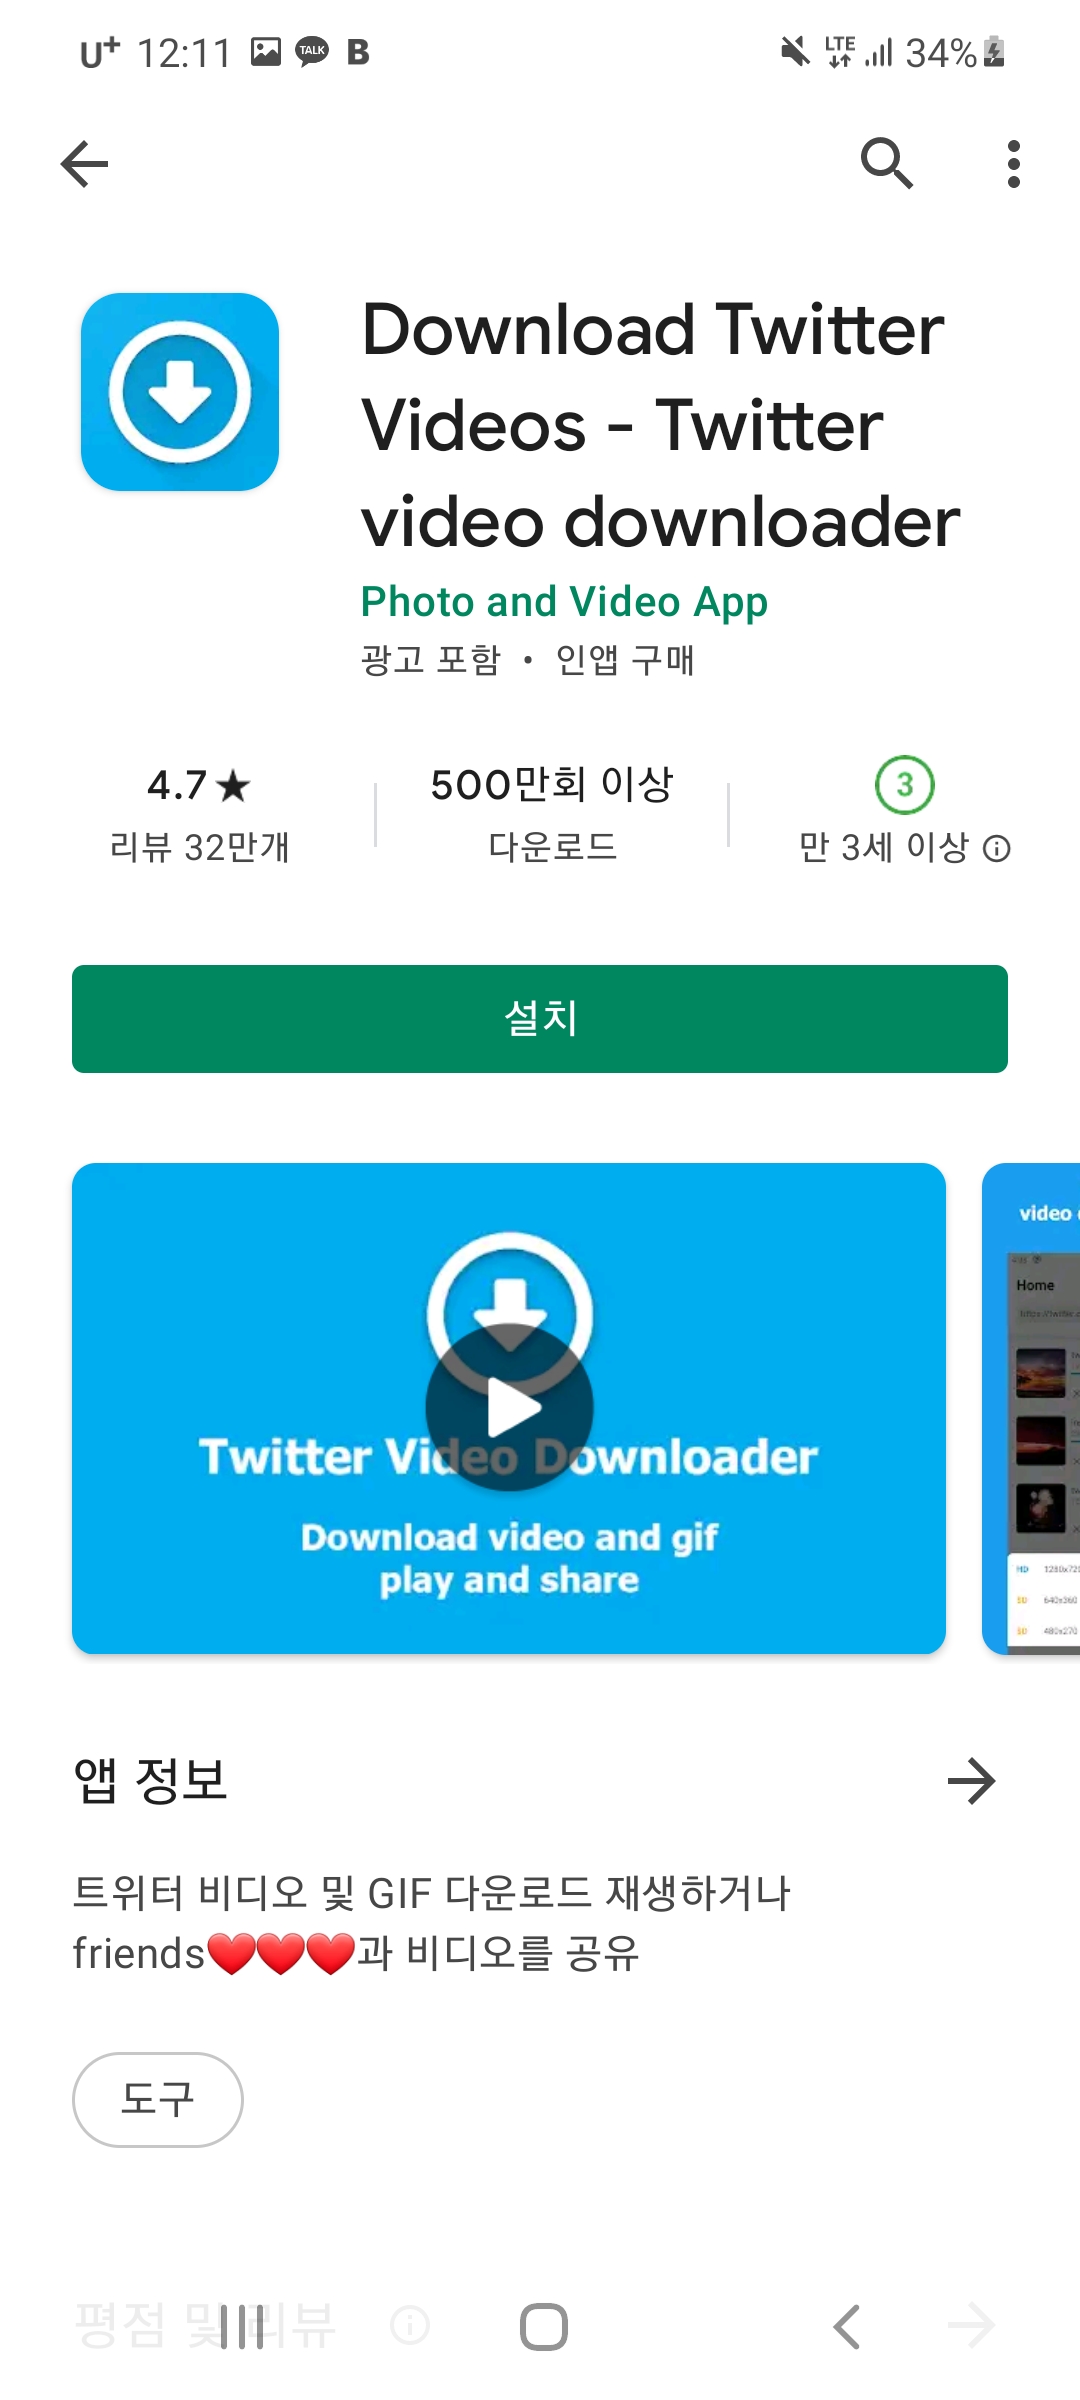 U+ 12:11 TALK B LTE 34%
Download Twitter
Videos - Twitter
video downloader
Photo and Video App
광고 포함 • 인앱 구매
4.7★ 500만회 이상 3
리뷰 32만개 다운로드 만 3세 이상
설치
Twitter Video Downloader
Download video and gif
play and share
video
Home
HD 1280x720
SD 640x360
SD 480x270
앱 정보
트위터 비디오 및 GIF 다운로드 재생하거나
friends❤️❤️❤️과 비디오를 공유
도구
평점 및 리뷰